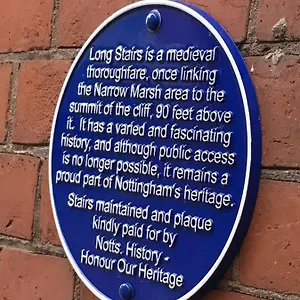 Long Stairs is a medieval
thoroughfare, once linking
the Narrow Marsh area to the
summit of the cliff, 90 feet above
it. It has a varied and fascinating
history, and although public access
is no longer possible, it remains a
proud part of Nottingham's heritage.
Stairs maintained and plaque
kindly paid for by
Notts. History -
Honour Our Heritage